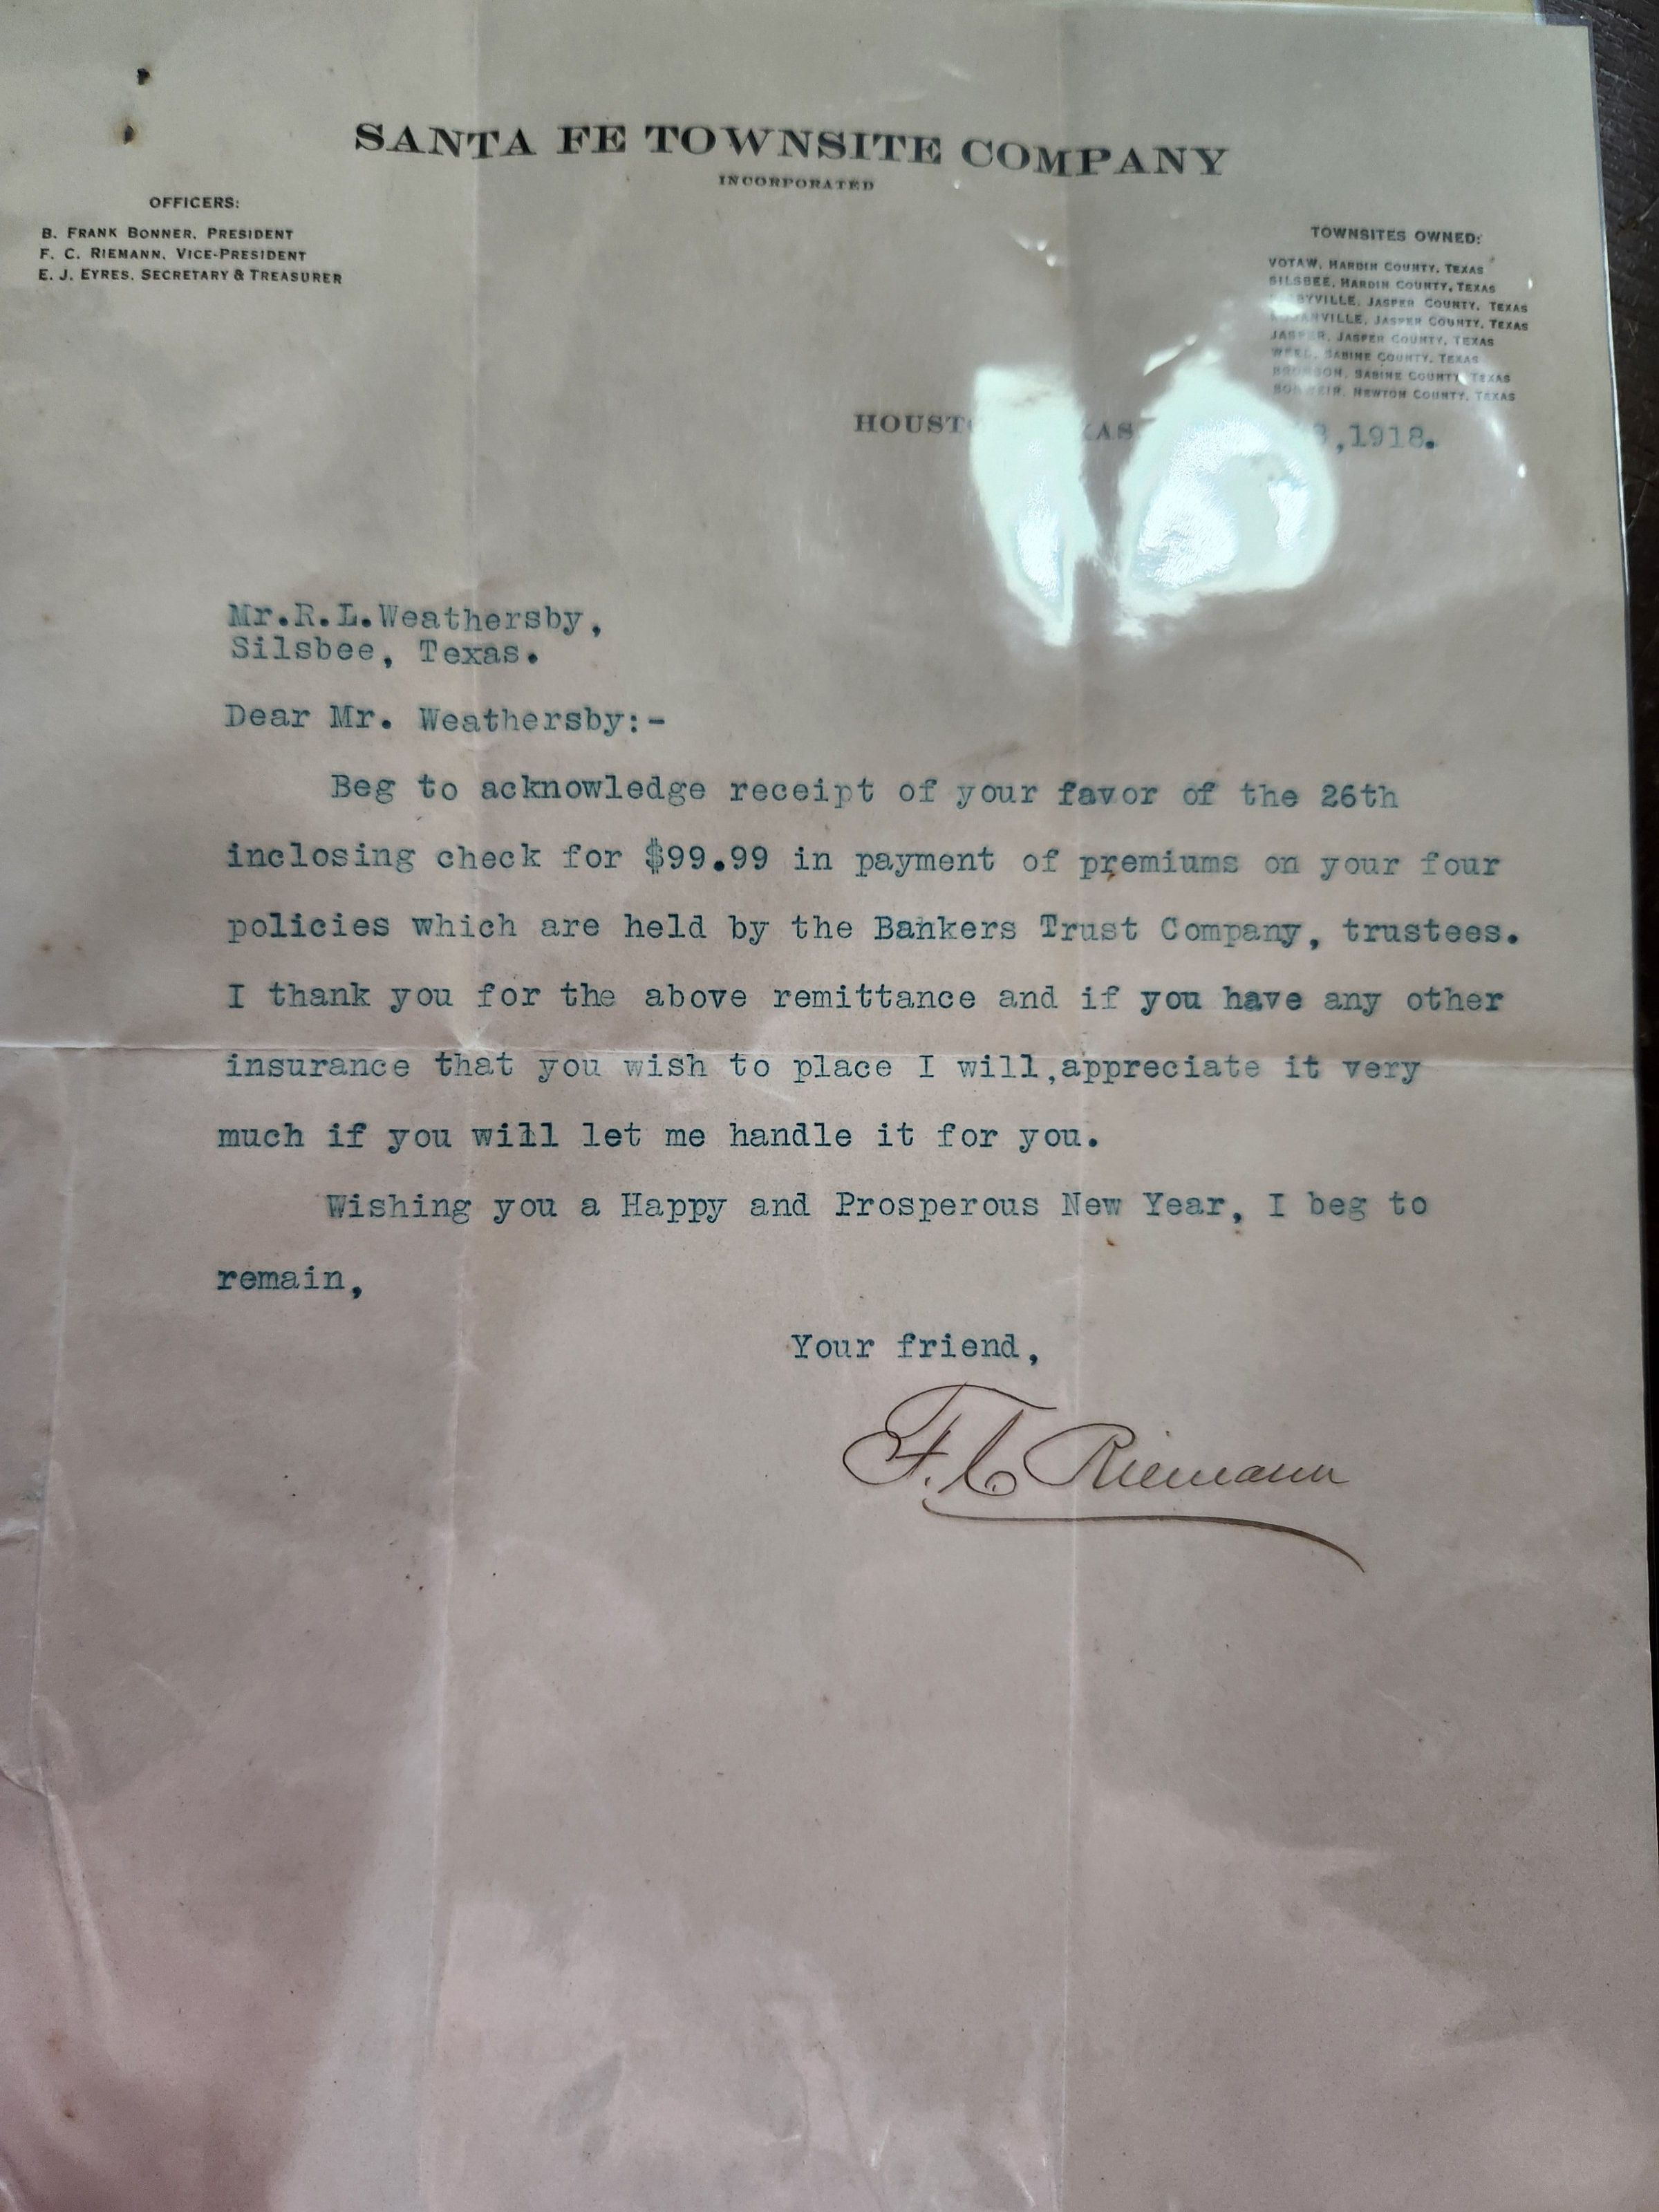 SANTA FE TOWNSITE COMPANY
INCORPORATED
OFFICERS:
B. FRANK BONNER, PRESIDENT
F. C. RIEMANN, VICE-PRESIDENT
E. J. EYRES, SECRETARY & TREASURER
TOWNSITES OWNED:
VOTAW, HARDIN COUNTY, TEXAS
SILSBEE, HARDIN COUNTY, TEXAS
JASPER COUNTY, TEXAS
JASPER COUNTY, TEXAS
JASPER, JASPER COUNTY, TEXAS
SABINE COUNTY, TEXAS
BRONSON, SABINE COUNTY, TEXAS
NEWTON COUNTY, TEXAS
,1918.
Mr.R.L.Weathersby,
Silsbee, Texas.
Dear Mr. Weathersby:-
Beg to acknowledge receipt of your favor of the 26th
inclosing check for $99.99 in payment of premiums on your four
policies which are held by the Bankers Trust Company, trustees.
I thank you for the above remittance and if you have any other
insurance that you wish to place I will,appreciate it very
much if you will let me handle it for you.
Wishing you a Happy and Prosperous New Year, I beg to
remain,
Your friend,
F. C. Riemann